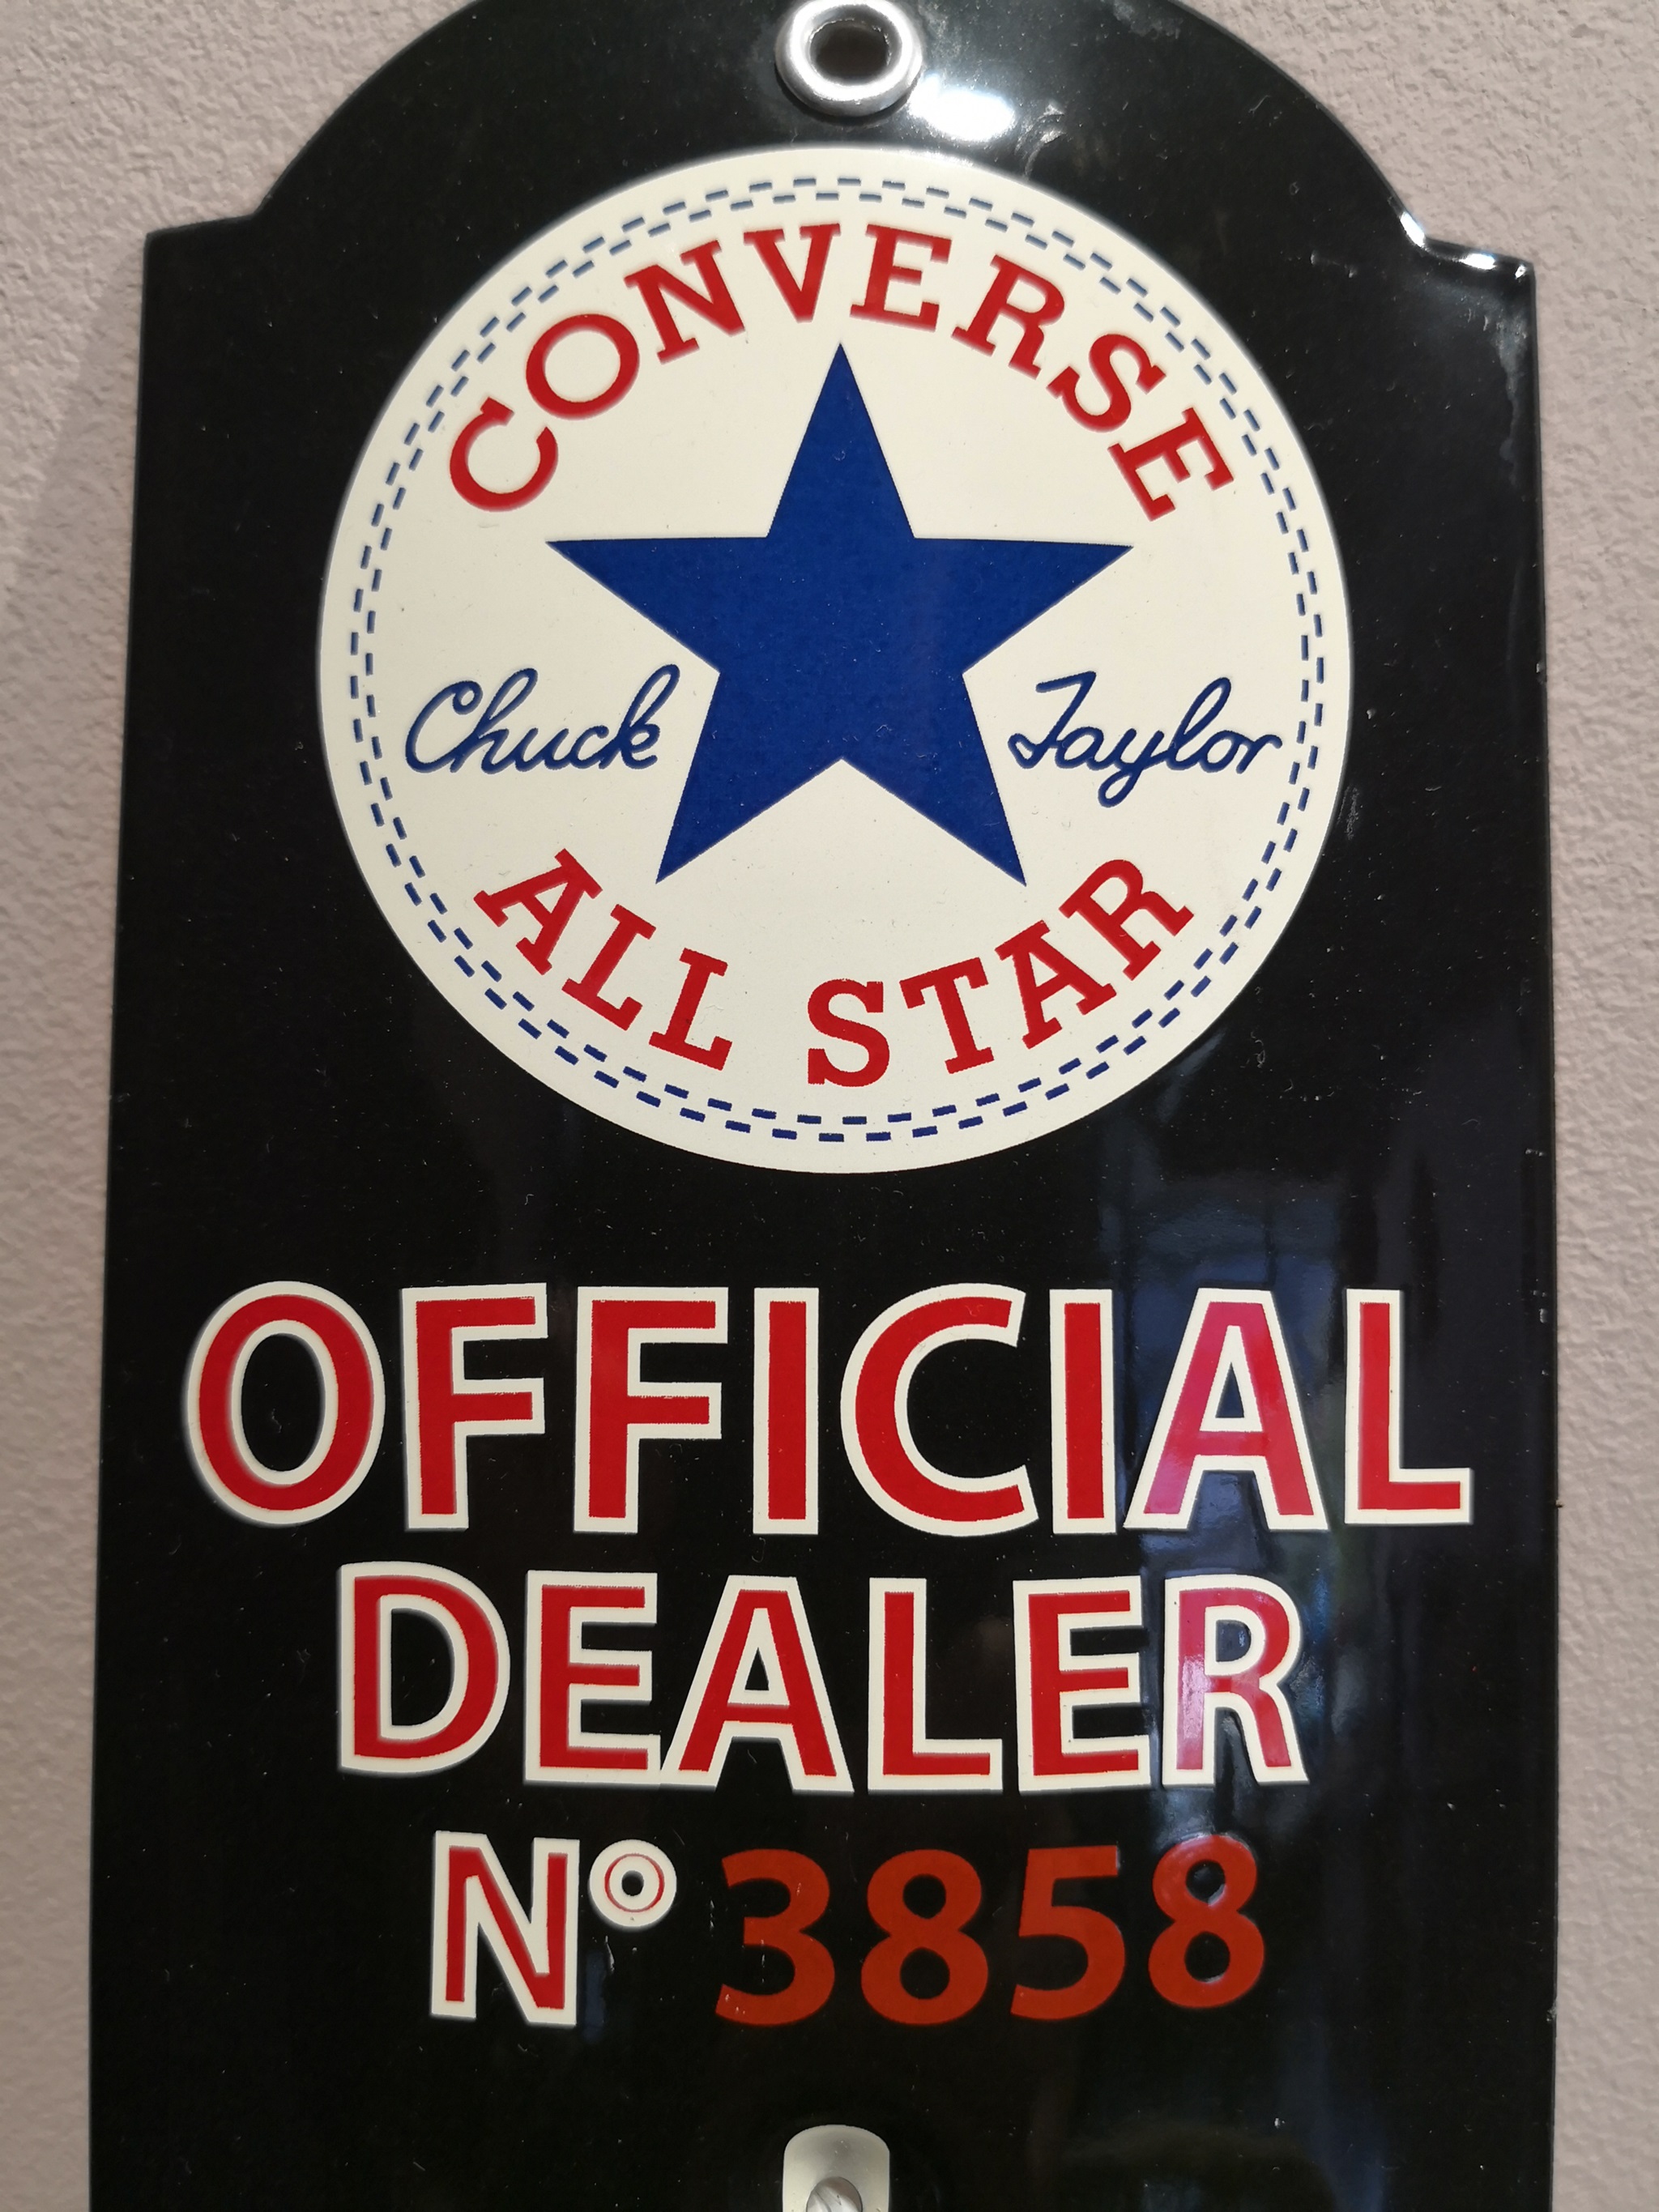 CONVERSE
Chuck Taylor
ALL STAR
OFFICIAL
DEALER
N° 3858